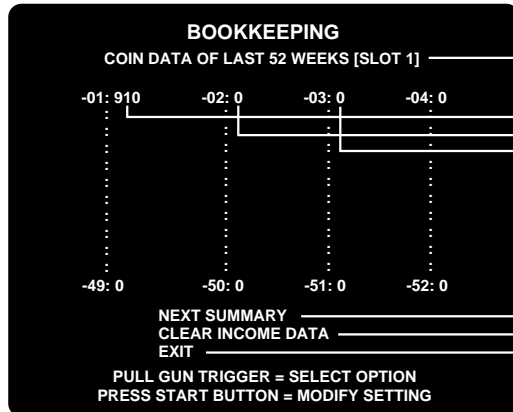 BOOKKEEPING
COIN DATA OF LAST 52 WEEKS [SLOT 1]
-01: 910 -02: 0 -03: 0 -04: 0
-49: 0 -50: 0 -51: 0 -52: 0
NEXT SUMMARY
CLEAR INCOME DATA
EXIT
PULL GUN TRIGGER = SELECT OPTION
PRESS START BUTTON = MODIFY SETTING